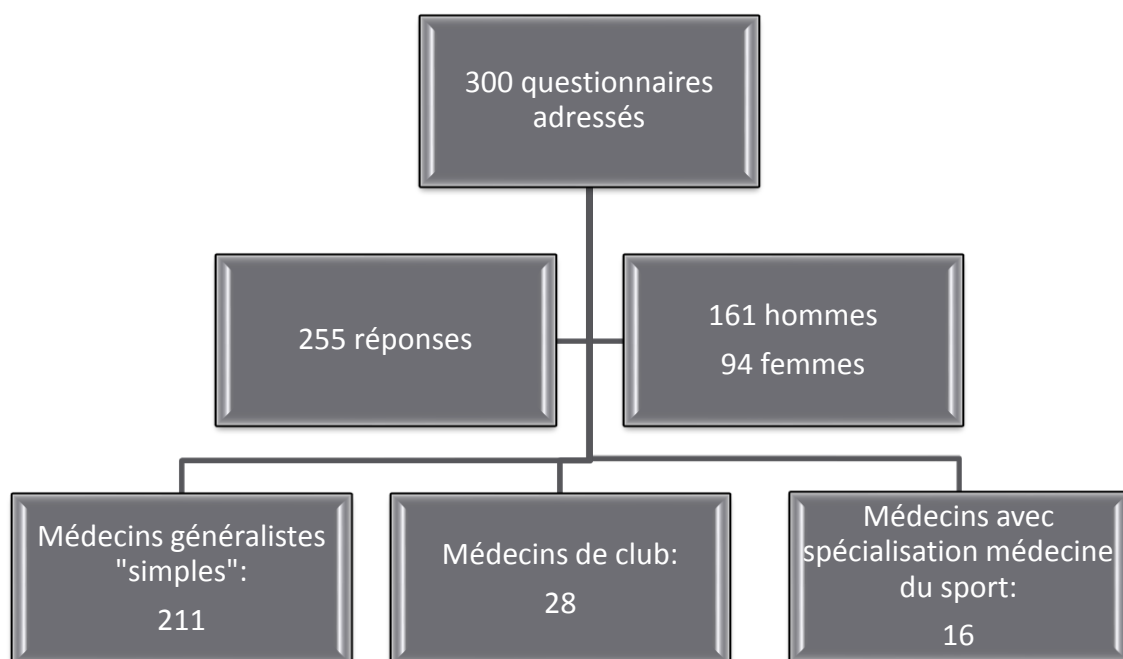 300 questionnaires
adressés
255 réponses
161 hommes
94 femmes
Médecins généralistes
"simples":
211
Médecins de club:
28
Médecins avec
spécialisation médecine
du sport:
16